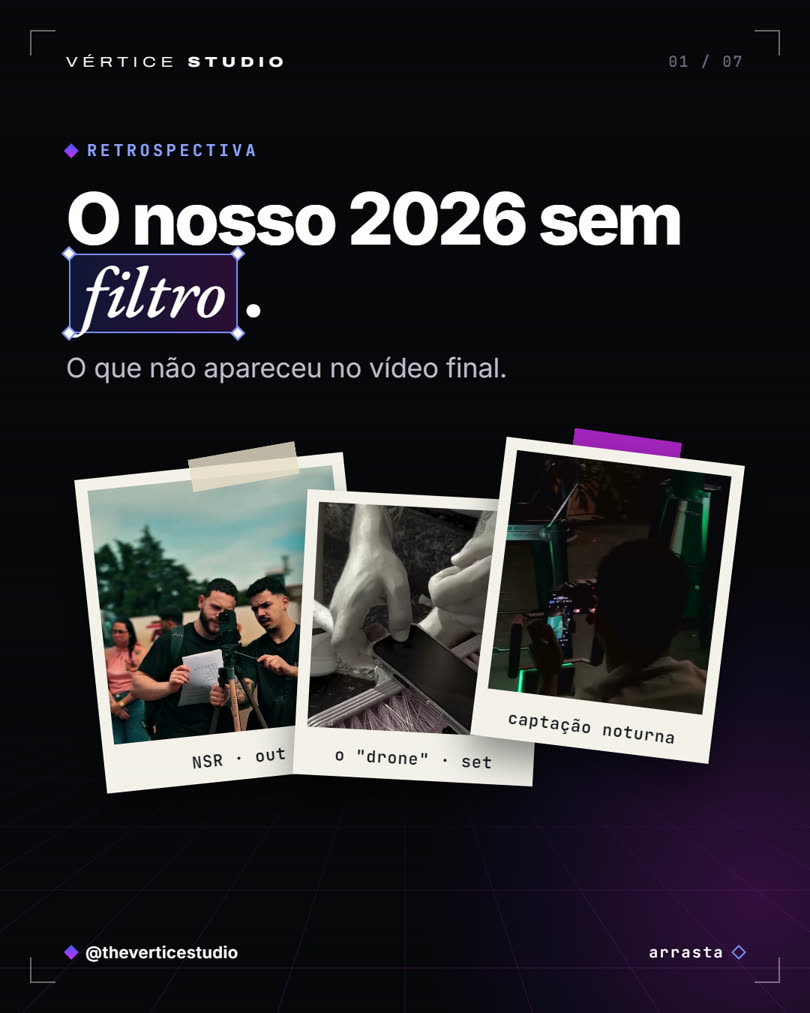 VÉRTICE STUDIO
01 / 07
RETROSPECTIVA
O nosso 2026 sem
filtro.
O que não apareceu no vídeo final.
NSR · out
o "drone" · set
captação noturna
@theverticestudio
arrasta